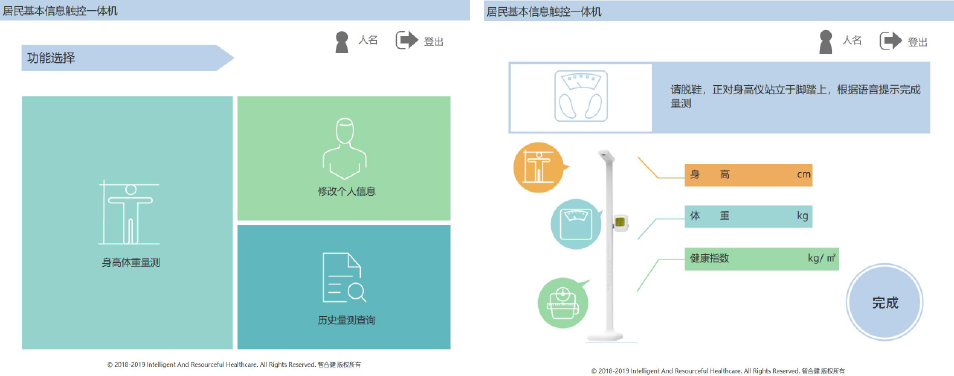 居民基本信息触控一体机
人名
登出
功能选择
身高体重量测
修改个人信息
历史量测查询
© 2018-2019 Intelligent And Resourceful Healthcare. All Rights Reserved. 智合健 版权所有
居民基本信息触控一体机
人名
登出
请脱鞋，正对身高仪站立于脚踏上，根据语音提示完成
量测
身 高 cm
体 重 kg
健康指数 kg/ ㎡
完成
© 2018-2019 Intelligent And Resourceful Healthcare. All Rights Reserved. 智合健 版权所有